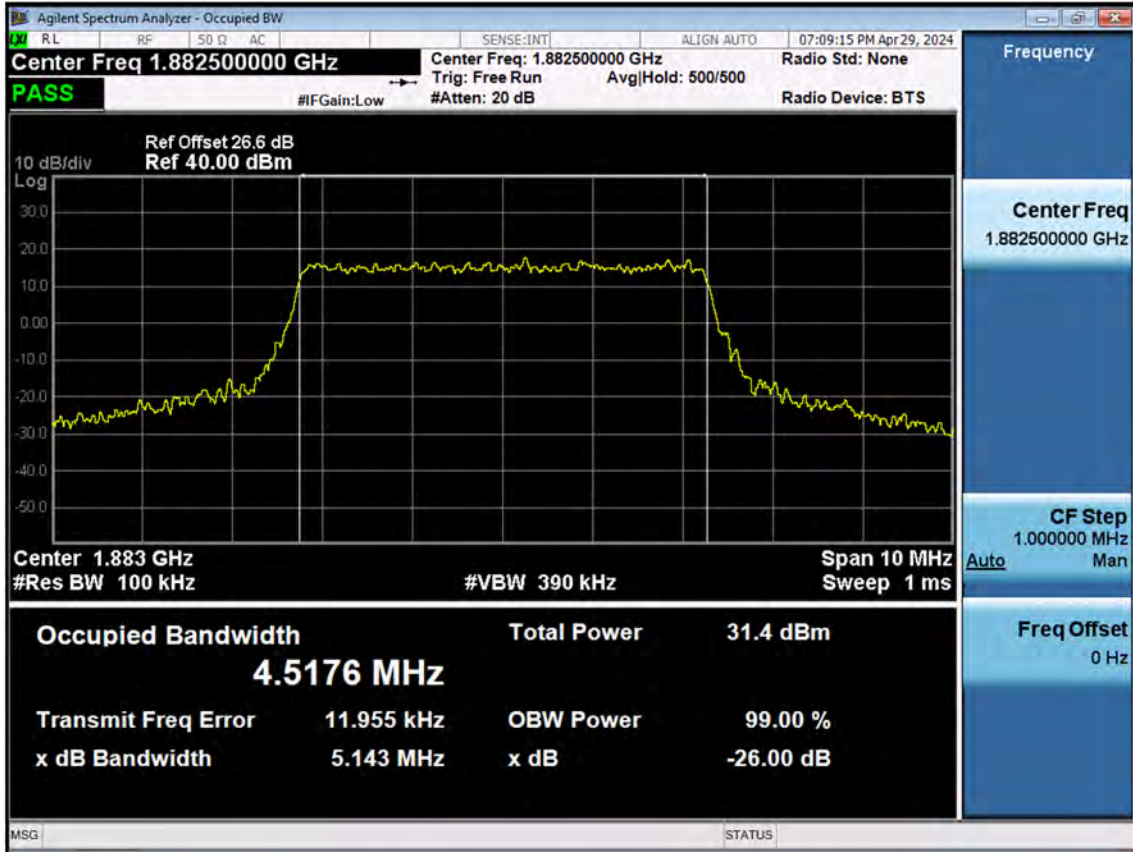 Agilent Spectrum Analyzer - Occupied BW
LXI RL RF 50 Ω AC SENSE:INT ALIGN AUTO 07:09:15 PM Apr 29, 2024
Center Freq 1.882500000 GHz Center Freq: 1.882500000 GHz Radio Std: None
Trig: Free Run Avg|Hold: 500/500
PASS #IFGain:Low #Atten: 20 dB Radio Device: BTS
Ref Offset 26.6 dB
10 dB/div Ref 40.00 dBm
Log
30.0
20.0
10.0
0.00
-10.0
-20.0
-30.0
-40.0
-50.0
Center 1.883 GHz Span 10 MHz
#Res BW 100 kHz #VBW 390 kHz Sweep 1 ms
Occupied Bandwidth Total Power 31.4 dBm
4.5176 MHz
Transmit Freq Error 11.955 kHz OBW Power 99.00 %
x dB Bandwidth 5.143 MHz x dB -26.00 dB
MSG STATUS
Frequency
Center Freq
1.882500000 GHz
CF Step
1.000000 MHz
Auto Man
Freq Offset
0 Hz